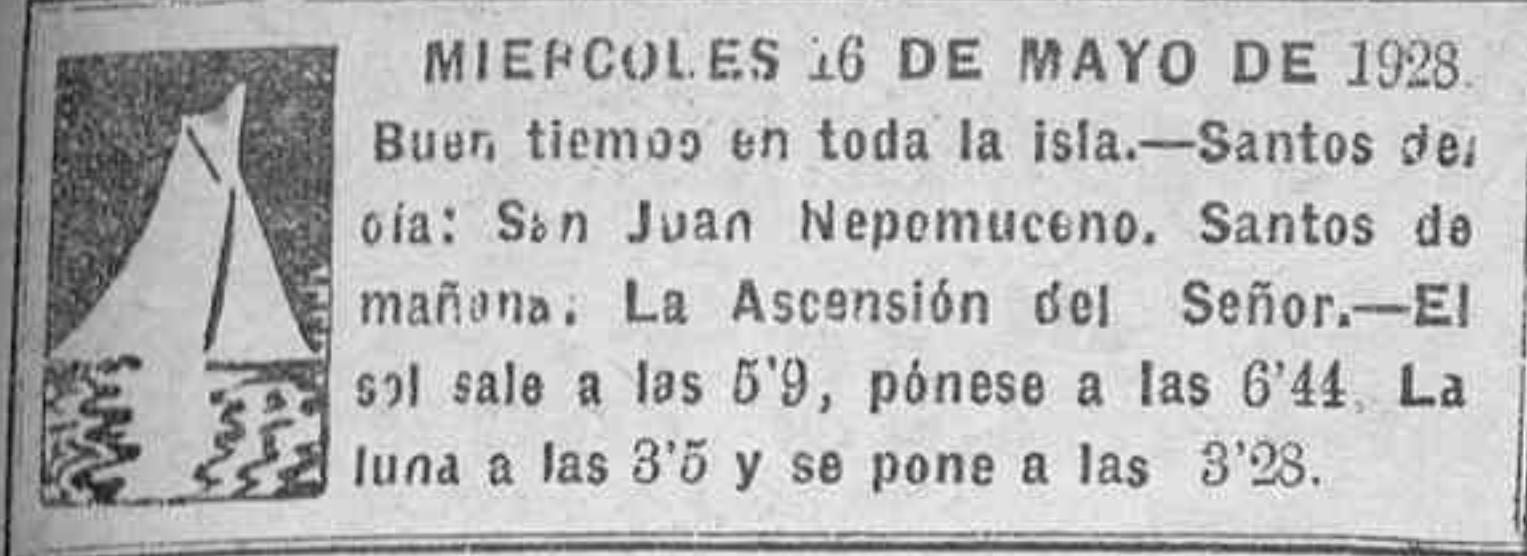 MIERCOLES 16 DE MAYO DE 1928.
Buen tiempo en toda la isla.—Santos del
día: San Juan Nepomuceno. Santos de
mañana: La Ascensión del Señor.—El
sol sale a las 5'9, pónese a las 6'44. La
luna a las 3'5 y se pone a las 3'28.